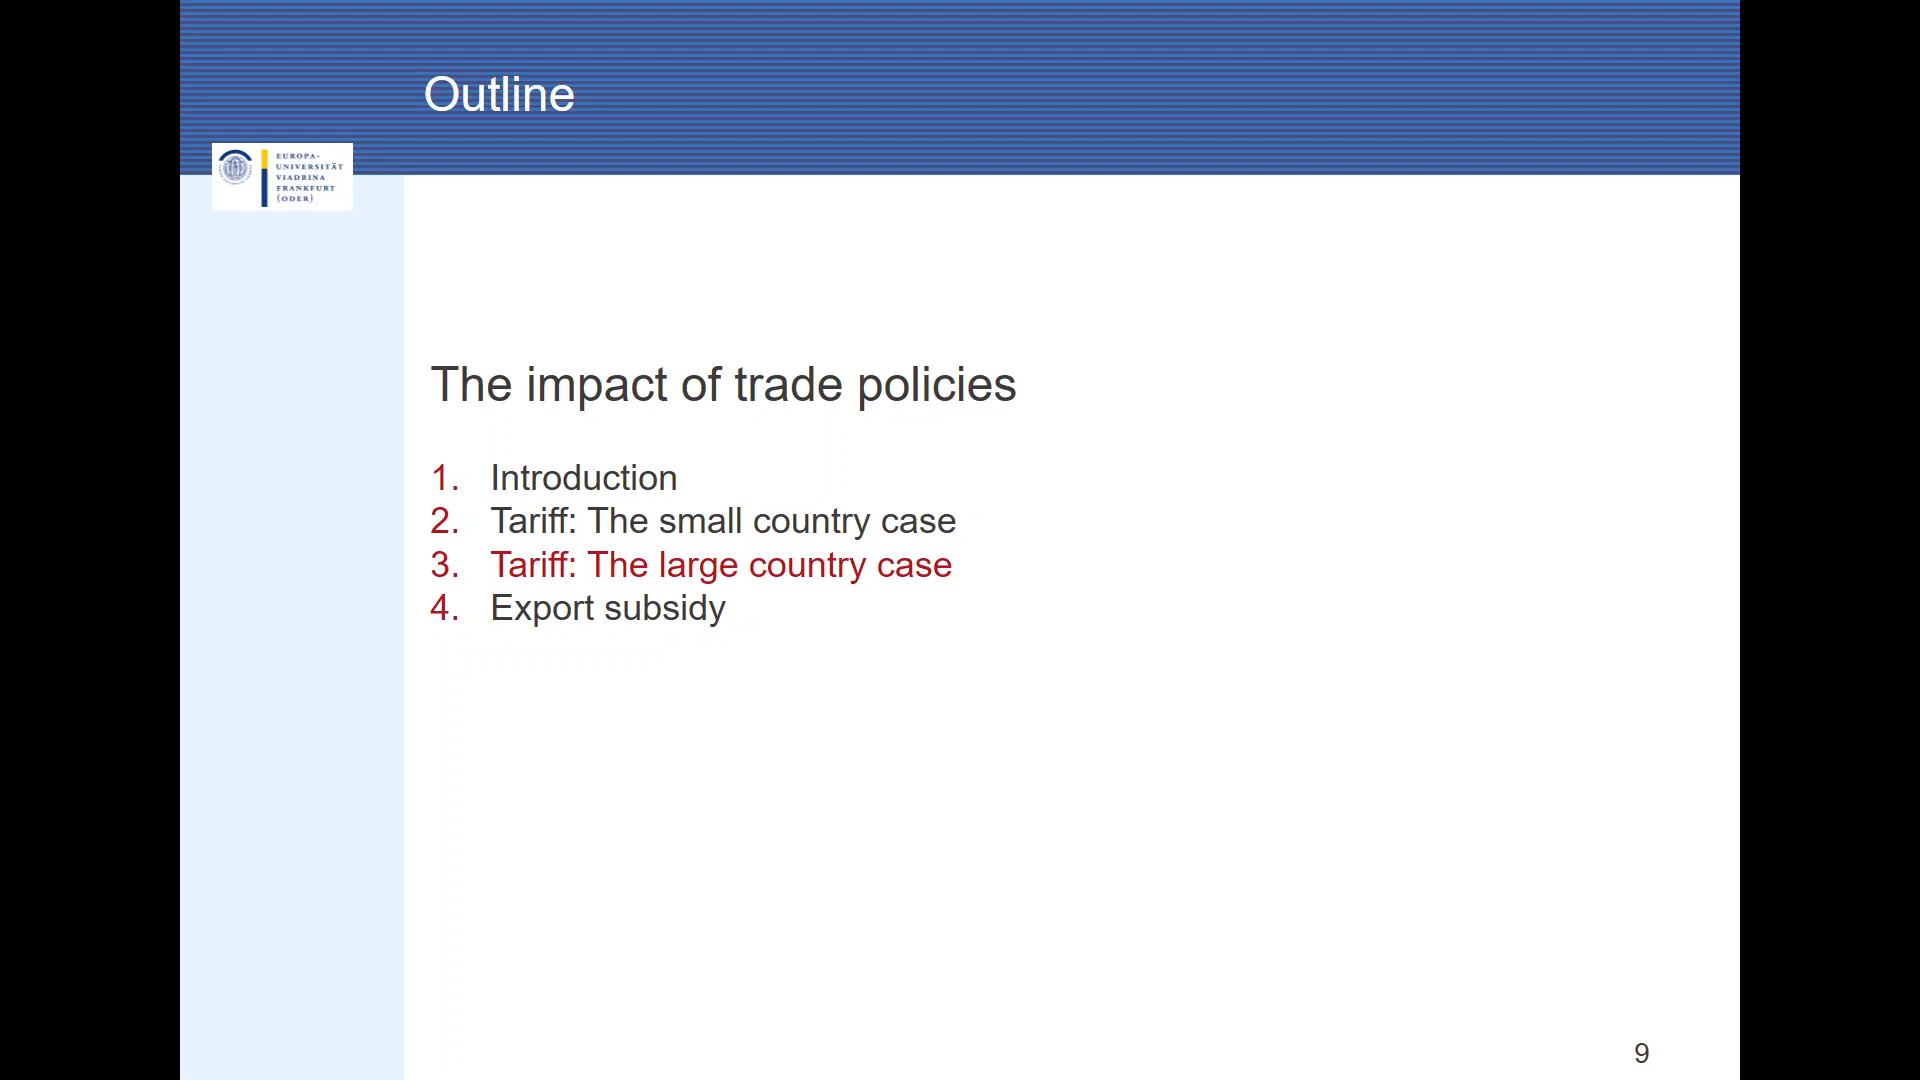 Outline
EUROPA-
UNIVERSITÄT
VIADRINA
FRANKFURT
(ODER)
The impact of trade policies
1. Introduction
2. Tariff: The small country case
3. Tariff: The large country case
4. Export subsidy
9